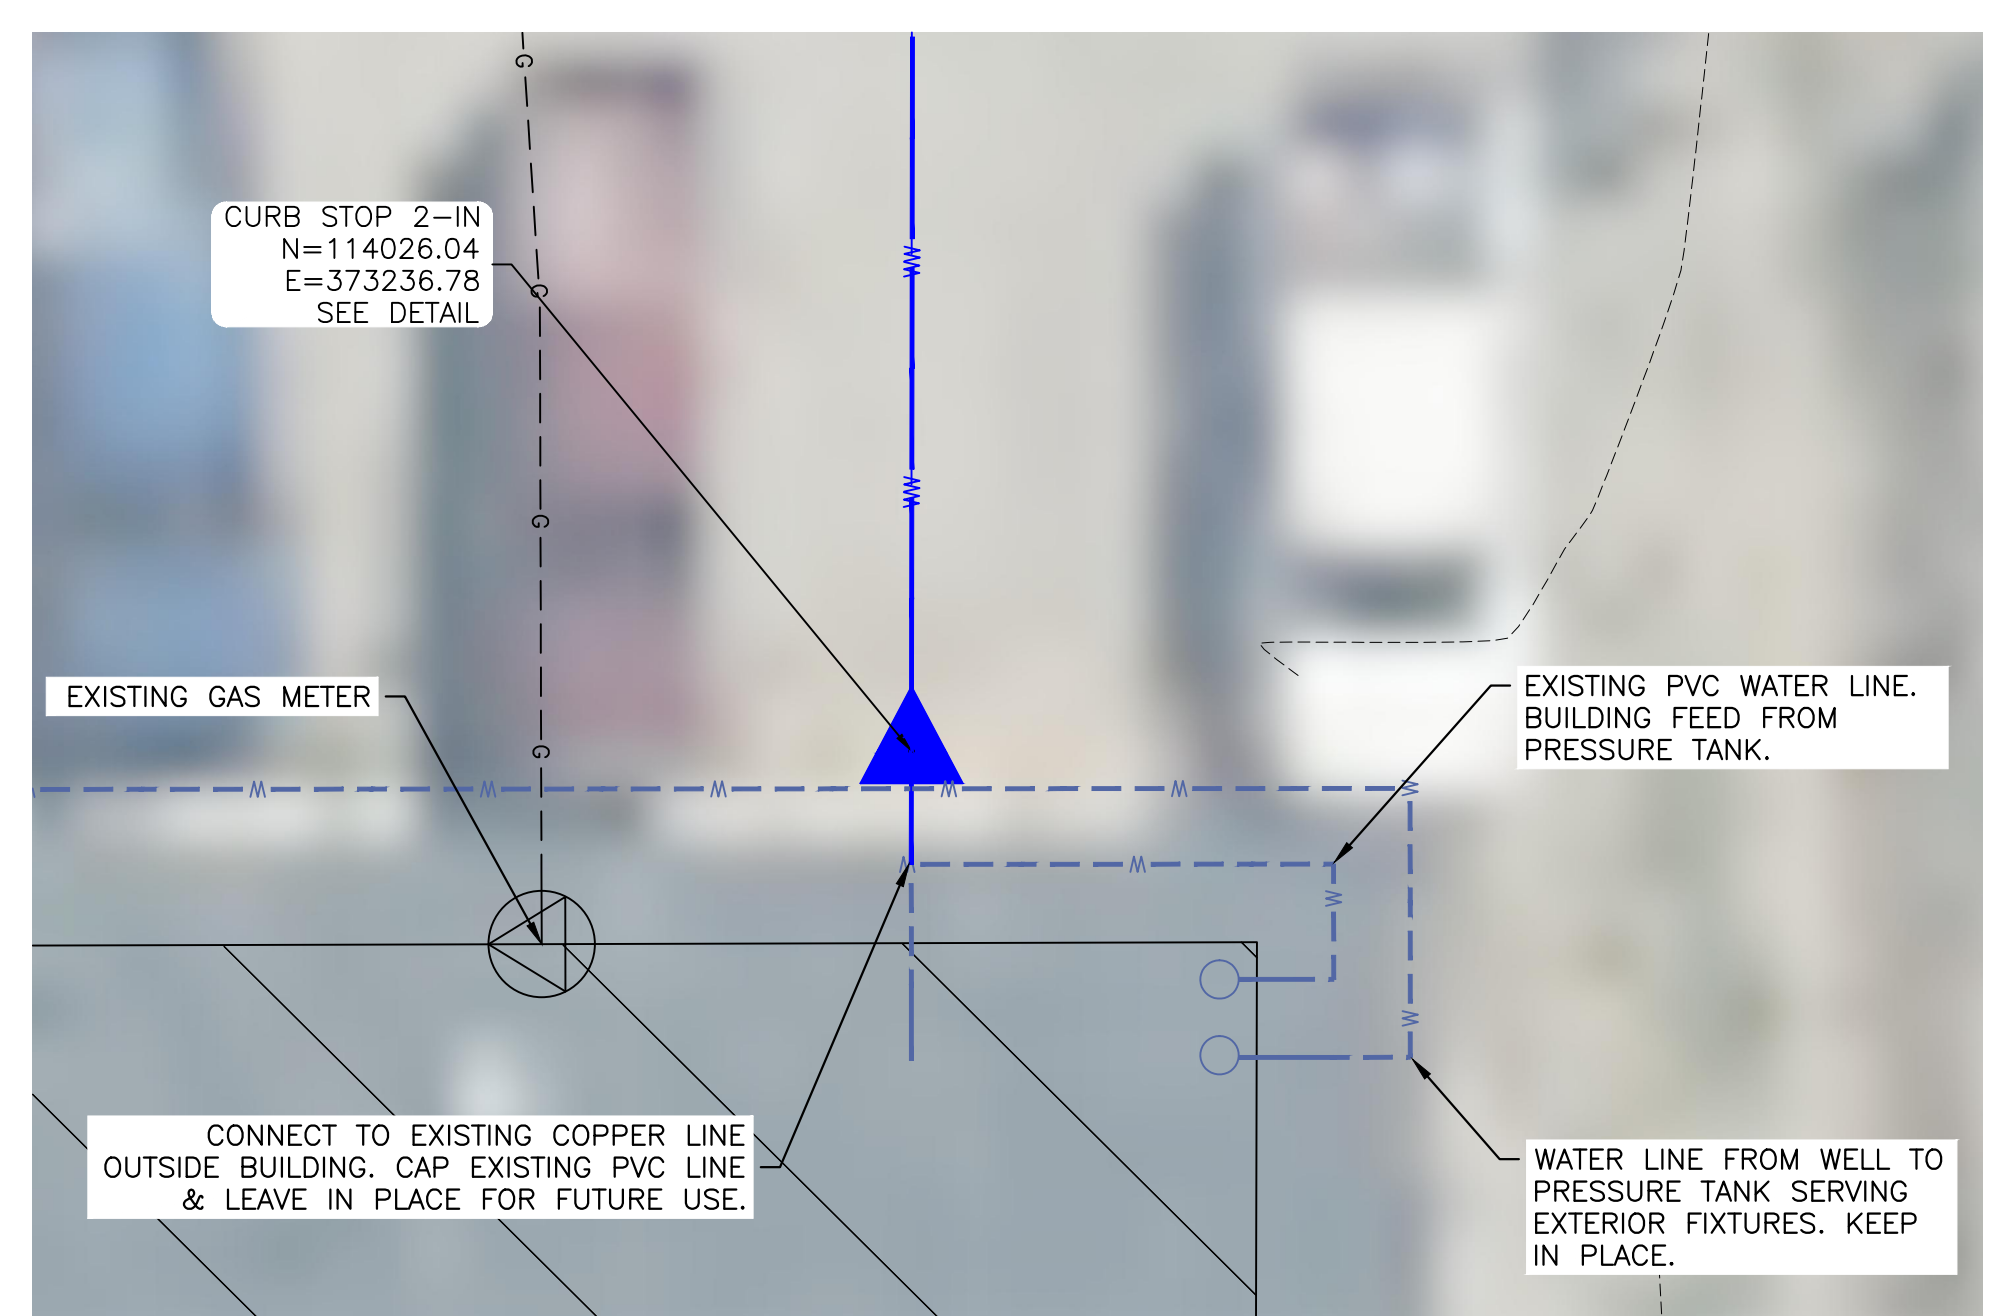 G
CURB STOP 2-IN
N=114026.04
E=373236.78
SEE DETAIL
W
G
W
G
EXISTING GAS METER
EXISTING PVC WATER LINE.
BUILDING FEED FROM
PRESSURE TANK.
G
W W W W W W
W W
W
W
CONNECT TO EXISTING COPPER LINE
OUTSIDE BUILDING. CAP EXISTING PVC LINE
& LEAVE IN PLACE FOR FUTURE USE.
WATER LINE FROM WELL TO
PRESSURE TANK SERVING
EXTERIOR FIXTURES. KEEP
IN PLACE.